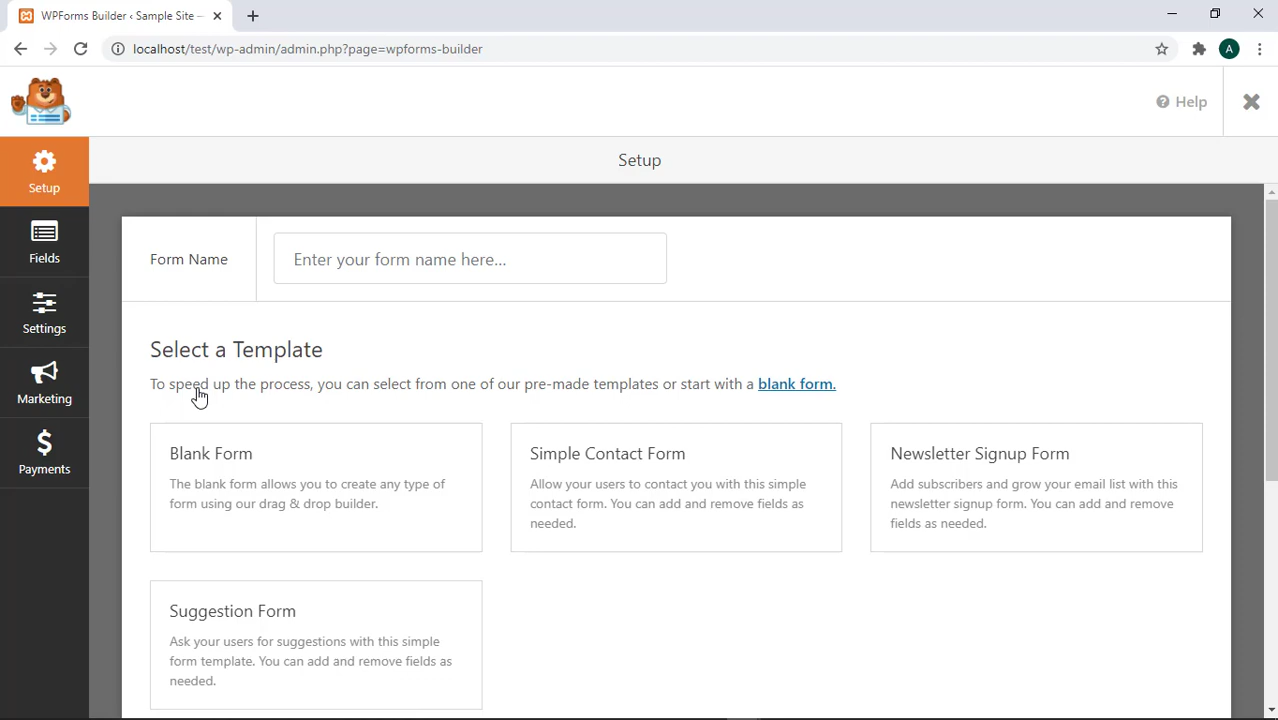 WPForms Builder ‹ Sample Site —
localhost/test/wp-admin/admin.php?page=wpforms-builder
A
Help
Setup
Setup
Fields
Settings
Marketing
$
Payments
Form Name
Enter your form name here…
Select a Template
To speed up the process, you can select from one of our pre-made templates or start with a blank form.
Blank Form
The blank form allows you to create any type of
form using our drag & drop builder.
Simple Contact Form
Allow your users to contact you with this simple
contact form. You can add and remove fields as
needed.
Newsletter Signup Form
Add subscribers and grow your email list with this
newsletter signup form. You can add and remove
fields as needed.
Suggestion Form
Ask your users for suggestions with this simple
form template. You can add and remove fields as
needed.